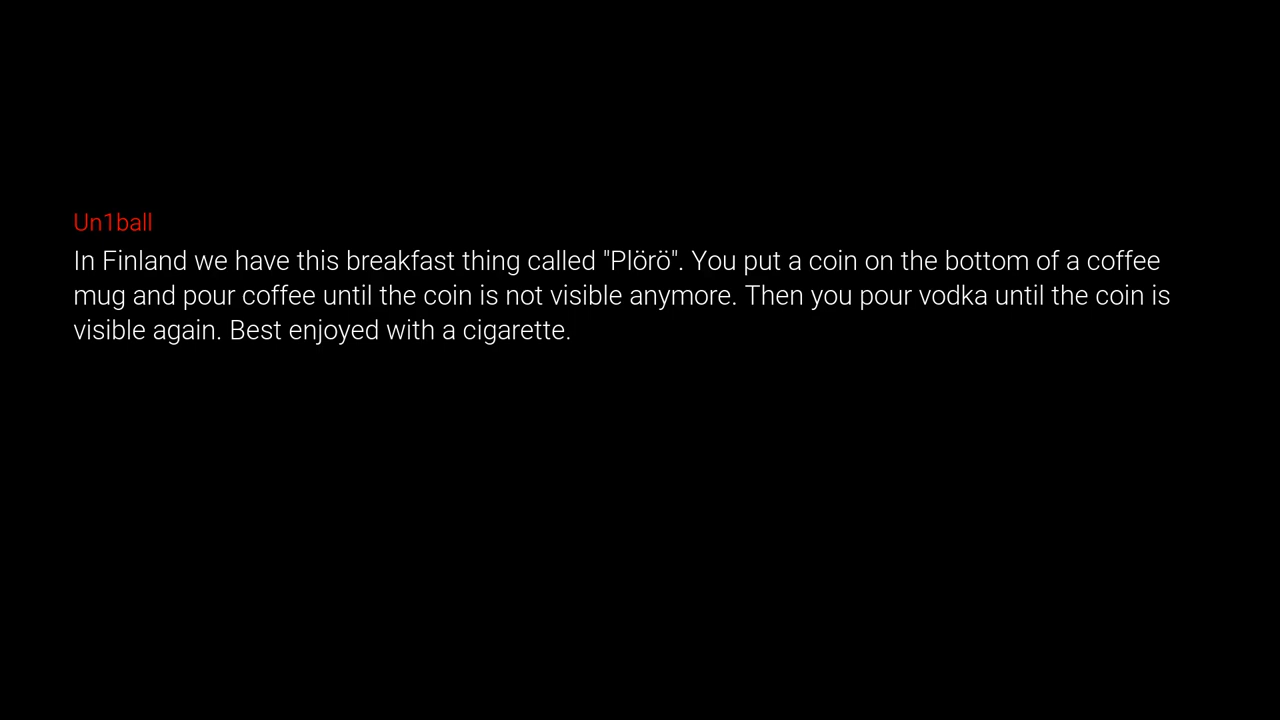 Un1ball
In Finland we have this breakfast thing called "Plörö". You put a coin on the bottom of a coffee
mug and pour coffee until the coin is not visible anymore. Then you pour vodka until the coin is
visible again. Best enjoyed with a cigarette.